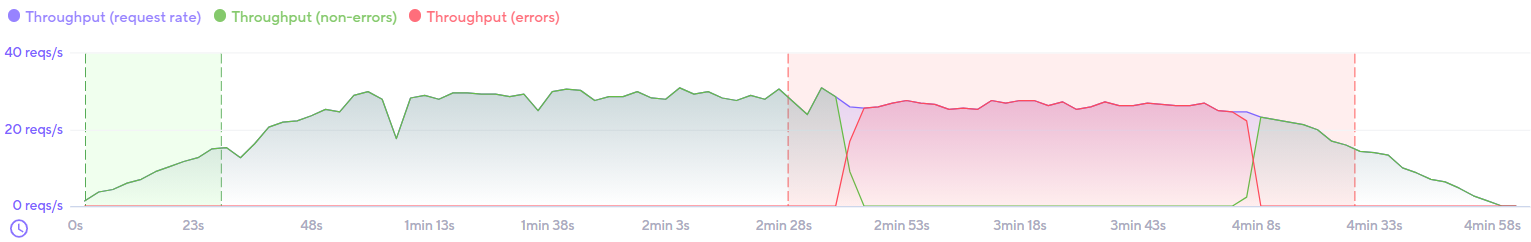 Throughput (request rate) Throughput (non-errors) Throughput (errors)
40 reqs/s
20 reqs/s
0 reqs/s
0s 23s 48s 1min 13s 1min 38s 2min 3s 2min 28s 2min 53s 3min 18s 3min 43s 4min 8s 4min 33s 4min 58s